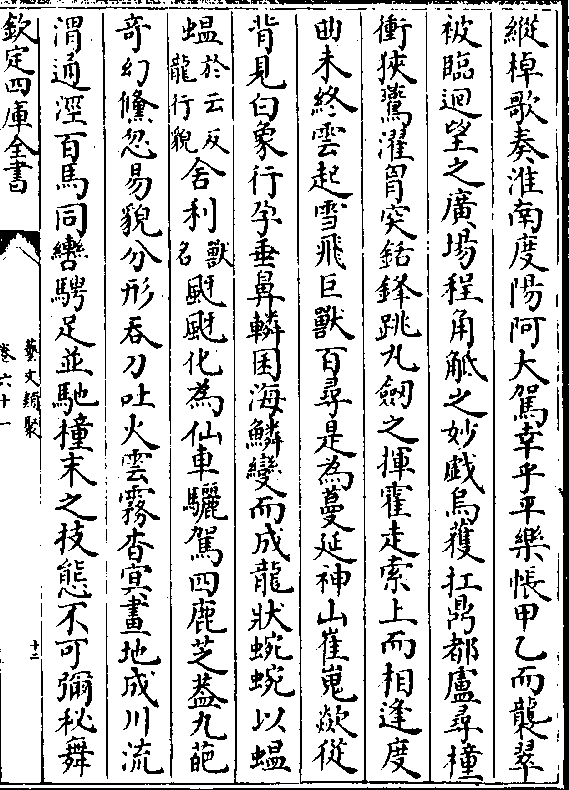 縱棹歌奏淮南度陽阿大駕幸乎平樂帳甲乙而襲翠
被臨迴望之廣場程角觝之妙戲烏獲扛鼎都盧尋橦
衝狹鷰濯胷突銛鋒跳九劒之揮霍走索上而相逢度
曲未終雲起雪飛巨獸百尋是為蔓延神山崔嵬歘從
背見白象行孕垂鼻轔囷海鱗變而成龍狀蜿蜿以蝹
蝹於云反龍行貌舍利獸名颬颬化為仙車驪駕四鹿芝葢九葩
奇幻儵忽易貌分形吞刀吐火雲霧杳冥畫地成川流
渭通涇百馬同轡騁足並馳橦末之技態不可彌秘舞
欽定四庫全書
藝文類聚
卷六十一
十二